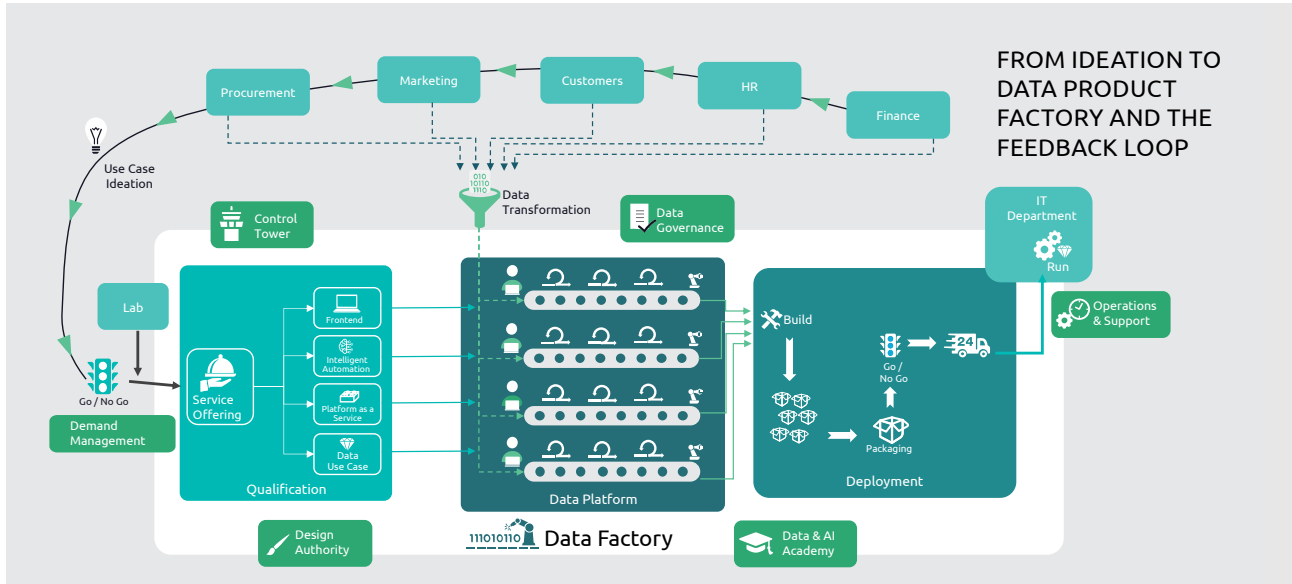 FROM IDEATION TO
DATA PRODUCT
FACTORY AND THE
FEEDBACK LOOP
Procurement
Marketing
Customers
HR
Finance
Use Case
Ideation
010
10110
1110
Data
Transformation
Control
Tower
Data
Governance
IT
Department
Run
Operations
& Support
Lab
Go / No Go
Demand
Management
Service
Offering
Frontend
Intelligent
Automation
Platform as a
Service
Data
Use Case
Qualification
Data Platform
Build
Go /
No Go
24
Packaging
Deployment
Design
Authority
111010110
Data Factory
Data & AI
Academy